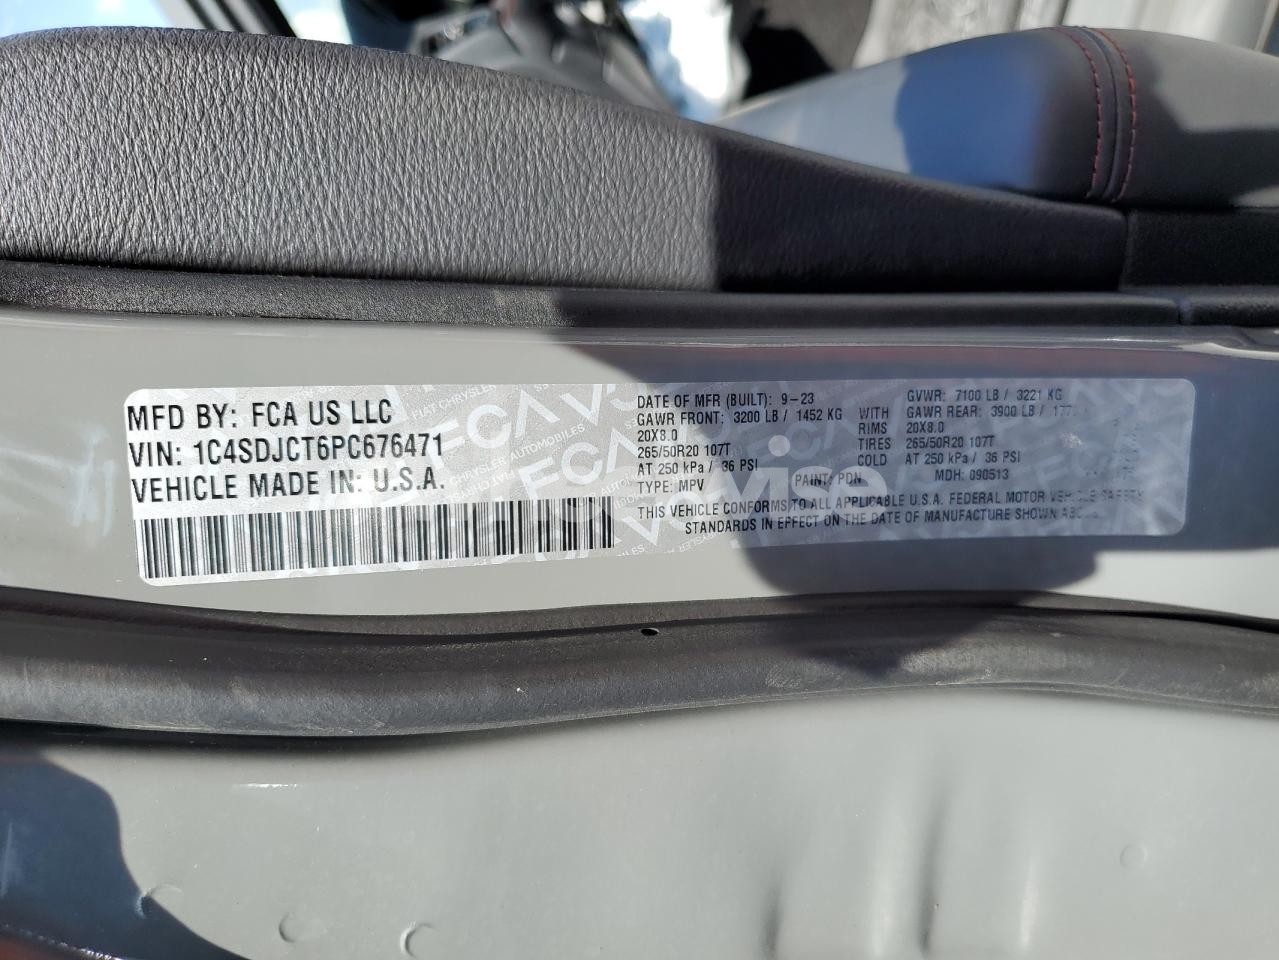 MFD BY: FCA US LLC
VIN: 1C4SDJCT6PC676471
VEHICLE MADE IN: U.S.A.
DATE OF MFR (BUILT): 9-23 GVWR: 7100 LB / 3221 KG
GAWR FRONT: 3200 LB / 1452 KG WITH GAWR REAR: 3900 LB /
20X8.0 RIMS 20X8.0
265/50R20 107T TIRES 265/50R20 107T
AT 250 kPa / 36 PSI COLD AT 250 kPa / 36 PSI
TYPE: MPV PAINT: PDN MDH: 090513
THIS VEHICLE CONFORMS TO ALL APPLICABLE U.S.A. FEDERAL MOTOR VEHICLE SAFETY
STANDARDS IN EFFECT ON THE DATE OF MANUFACTURE SHOWN